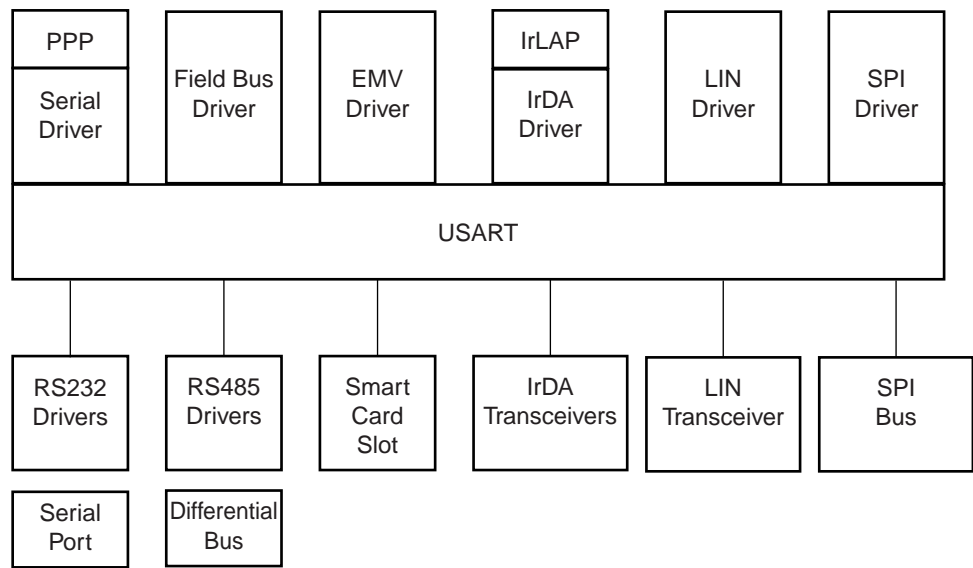 PPP
Serial
Driver
Field Bus
Driver
EMV
Driver
IrLAP
IrDA
Driver
LIN
Driver
SPI
Driver
USART
RS232
Drivers
RS485
Drivers
Smart
Card
Slot
IrDA
Transceivers
LIN
Transceiver
SPI
Bus
Serial
Port
Differential
Bus